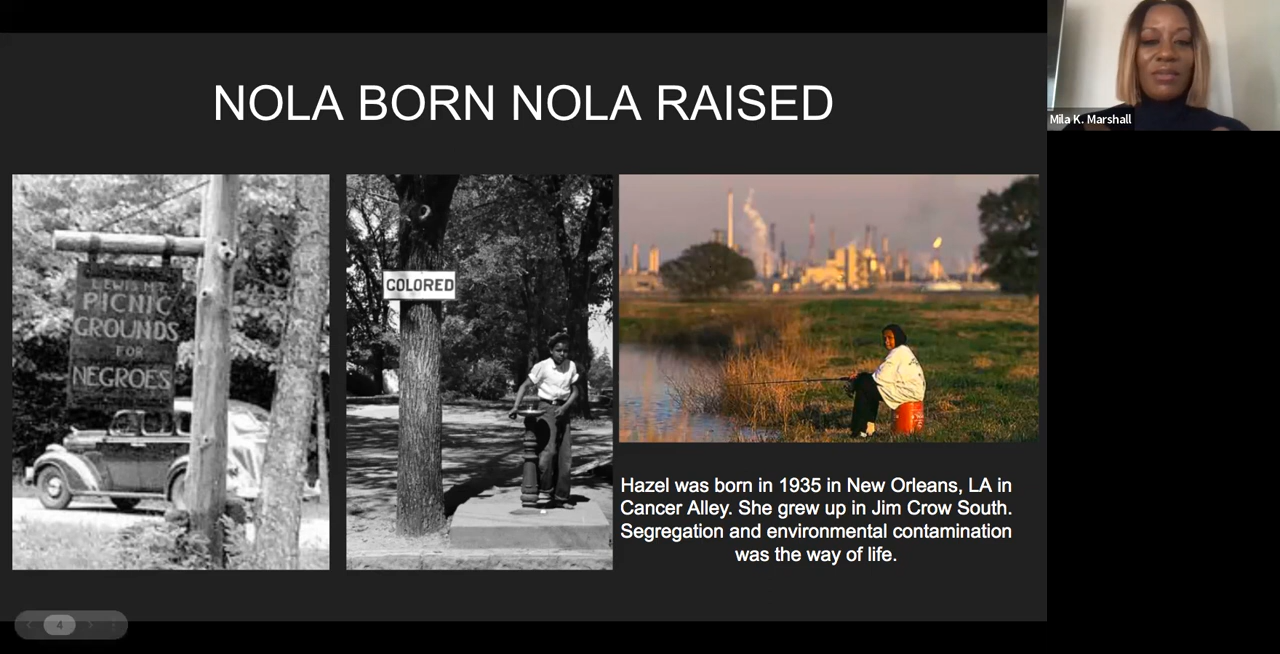 NOLA BORN NOLA RAISED
Mila K. Marshall
LEWIS MT
PICNIC
GROUNDS
FOR
NEGROES
COLORED
Hazel was born in 1935 in New Orleans, LA in
Cancer Alley. She grew up in Jim Crow South.
Segregation and environmental contamination
was the way of life.
4